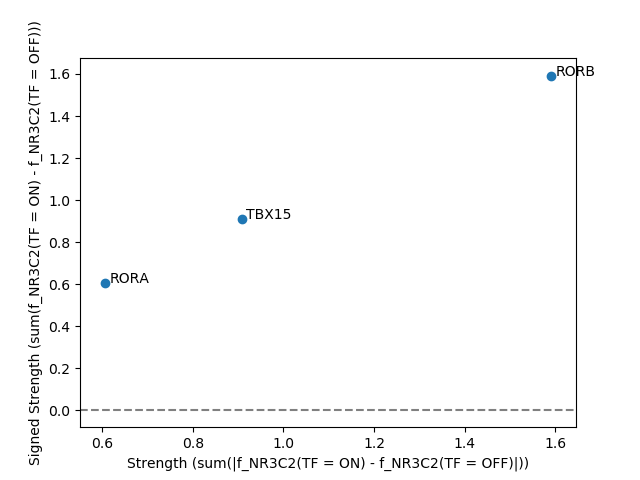 Signed Strength (sum(f_NR3C2(TF = ON) - f_NR3C2(TF = OFF)))
1.6
1.4
1.2
1.0
0.8
0.6
0.4
0.2
0.0
RORB
TBX15
RORA
0.6 0.8 1.0 1.2 1.4 1.6
Strength (sum(|f_NR3C2(TF = ON) - f_NR3C2(TF = OFF)|))